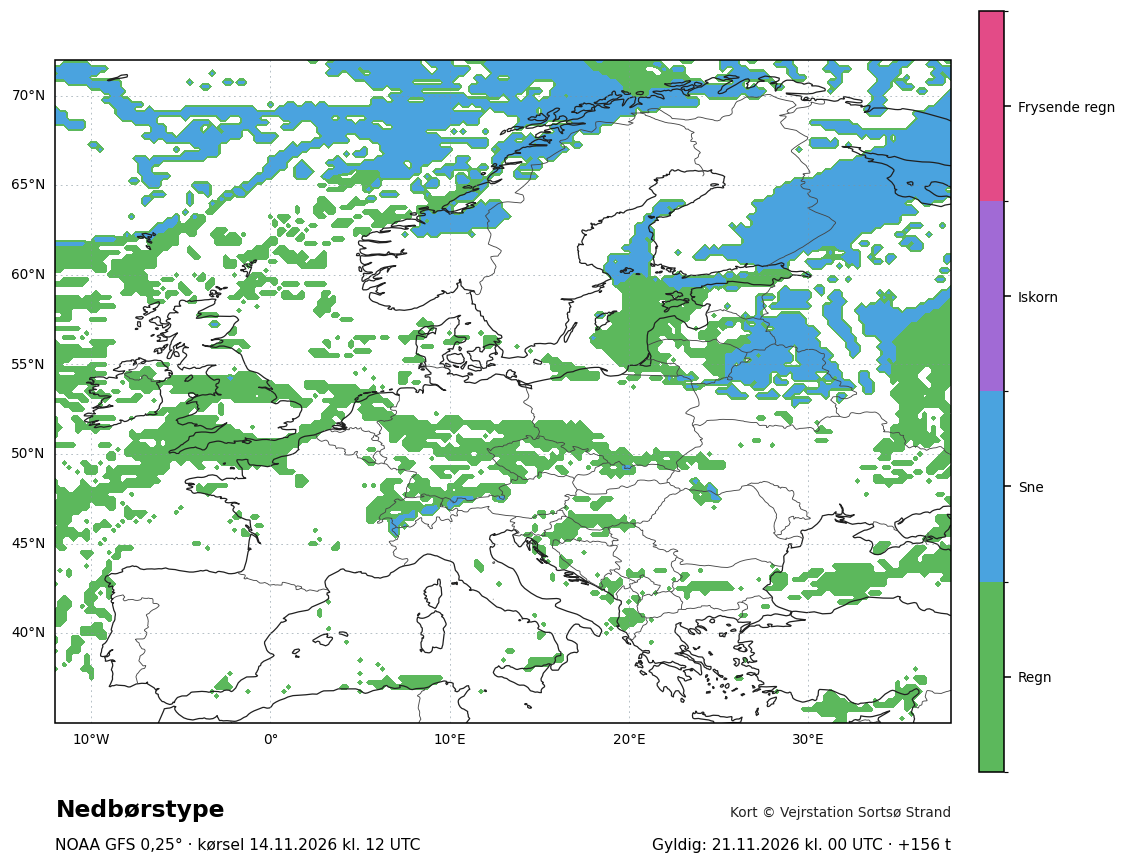 Frysende regn
Iskorn
Sne
Regn
70°N
65°N
60°N
55°N
50°N
45°N
40°N
10°W
0°
10°E
20°E
30°E
Nedbørstype
Kort © Vejrstation Sortsø Strand
NOAA GFS 0,25° · kørsel 14.11.2026 kl. 12 UTC
Gyldig: 21.11.2026 kl. 00 UTC · +156 t